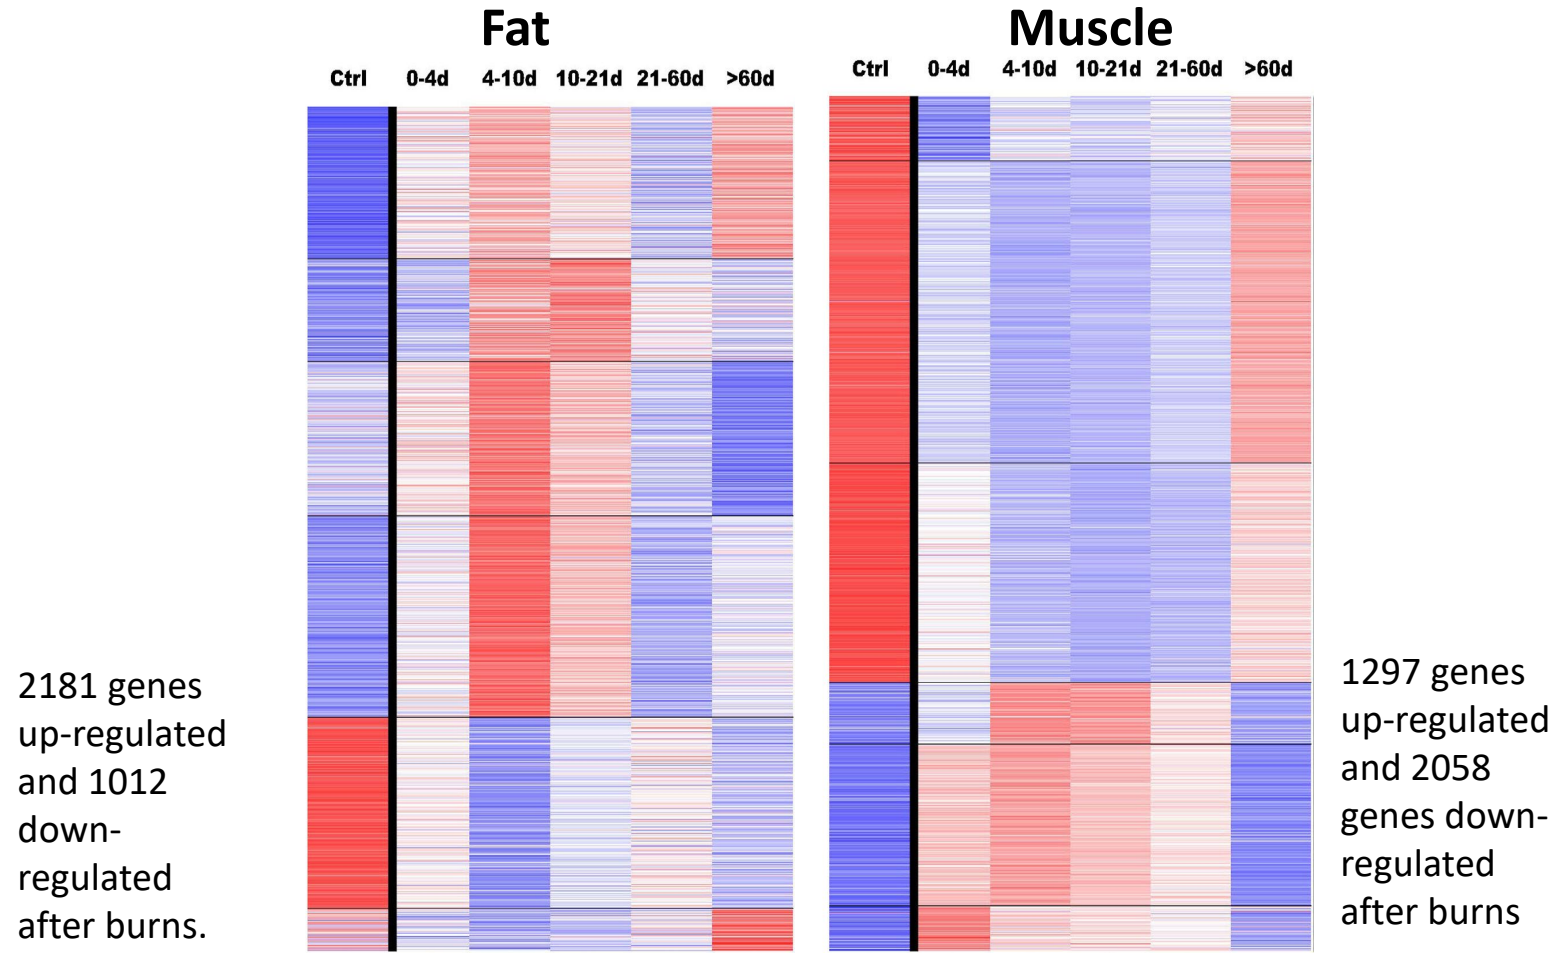 Fat
Muscle
Ctrl 0-4d 4-10d 10-21d 21-60d >60d
Ctrl 0-4d 4-10d 10-21d 21-60d >60d
2181 genes
up-regulated
and 1012
down-
regulated
after burns.
1297 genes
up-regulated
and 2058
genes down-
regulated
after burns